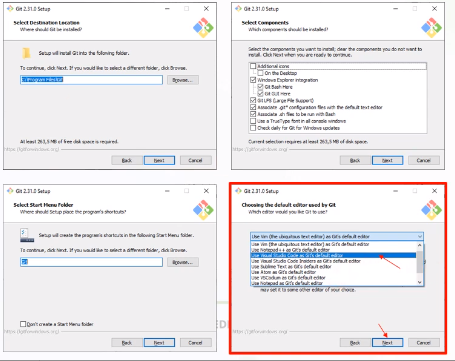 Git 2.31.0 Setup
Select Destination Location
Where should Git be installed?
Setup will install Git into the following folder.
To continue, click Next. If you would like to select a different folder, click Browse.
C:\Program Files\Git
Browse...
At least 263,5 MB of free disk space is required.
https://gitforwindows.org/
Back
Next
Cancel
Git 2.31.0 Setup
Select Components
Which components should be installed?
Select the components you want to install; clear the components you do not want to
install. Click Next when you are ready to continue.
Additional icons
On the Desktop
Windows Explorer integration
Git Bash Here
Git GUI Here
Git LFS (Large File Support)
Associate .git* configuration files with the default text editor
Associate .sh files to be run with Bash
Use a TrueType font in all console windows
Check daily for Git for Windows updates
Current selection requires at least 263,5 MB of disk space.
https://gitforwindows.org/
Back
Next
Cancel
Git 2.31.0 Setup
Select Start Menu Folder
Where should Setup place the program's shortcuts?
Setup will create the program's shortcuts in the following Start Menu folder.
To continue, click Next. If you would like to select a different folder, click Browse.
Git
Browse...
Don't create a Start Menu folder
https://gitforwindows.org/
Back
Next
Cancel
Git 2.31.0 Setup
Choosing the default editor used by Git
Which editor would you like Git to use?
Use Vim (the ubiquitous text editor) as Git's default editor
Use Vim (the ubiquitous text editor) as Git's default editor
Use Notepad++ as Git's default editor
Use Visual Studio Code as Git's default editor
Use Visual Studio Code Insiders as Git's default editor
Use Sublime Text as Git's default editor
Use Atom as Git's default editor
Use VSCodium as Git's default editor
Use Notepad as Git's default editor
may set it to some other editor of your choice.
https://gitforwindows.org/
Back
Next
Cancel